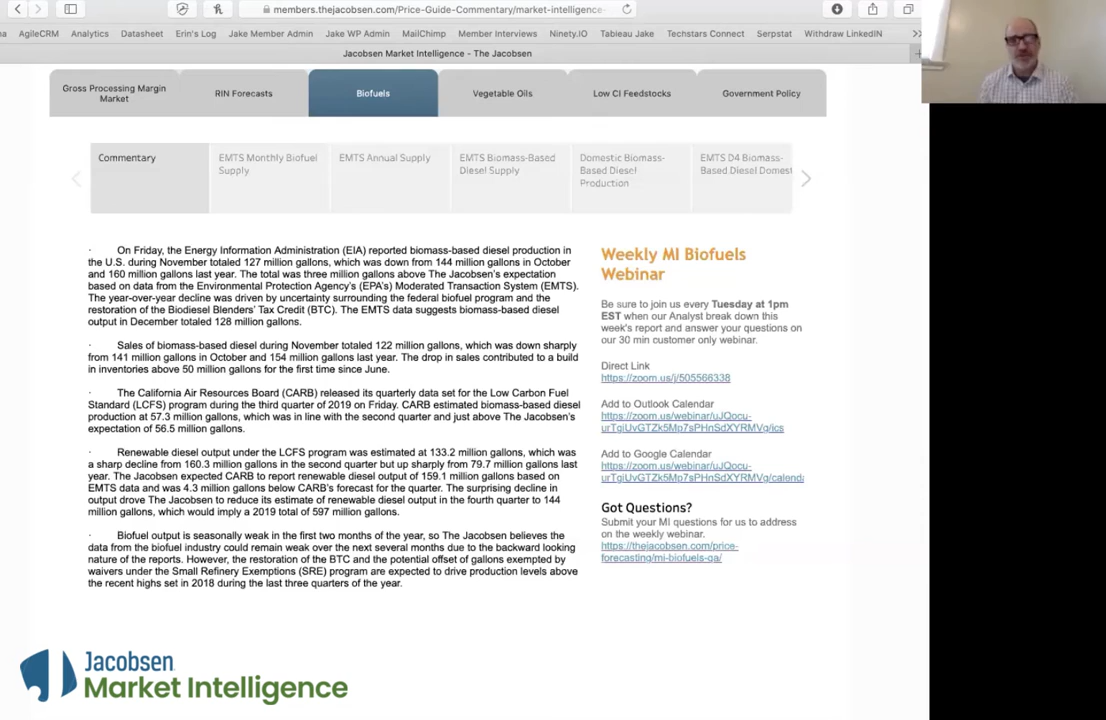 members.thejacobsen.com/Price-Guide-Commentary/market-intelligence-
AgileCRM Analytics Datasheet Erin's Log Jake Member Admin Jake WP Admin MailChimp Member Interviews Ninety.IO Tableau Jake Techstars Connect Serpstat Withdraw LinkedIN
Jacobsen Market Intelligence - The Jacobsen
Gross Processing Margin
Market
RIN Forecasts
Biofuels
Vegetable Oils
Low CI Feedstocks
Government Policy
Commentary
EMTS Monthly Biofuel
Supply
EMTS Annual Supply
EMTS Biomass-Based
Diesel Supply
Domestic Biomass-
Based Diesel
Production
EMTS D4 Biomass-
Based Diesel Domest
· On Friday, the Energy Information Administration (EIA) reported biomass-based diesel production in
the U.S. during November totaled 127 million gallons, which was down from 144 million gallons in October
and 160 million gallons last year. The total was three million gallons above The Jacobsen's expectation
based on data from the Environmental Protection Agency's (EPA's) Moderated Transaction System (EMTS).
The year-over-year decline was driven by uncertainty surrounding the federal biofuel program and the
restoration of the Biodiesel Blenders' Tax Credit (BTC). The EMTS data suggests biomass-based diesel
output in December totaled 128 million gallons.
· Sales of biomass-based diesel during November totaled 122 million gallons, which was down sharply
from 141 million gallons in October and 154 million gallons last year. The drop in sales contributed to a build
in inventories above 50 million gallons for the first time since June.
· The California Air Resources Board (CARB) released its quarterly data set for the Low Carbon Fuel
Standard (LCFS) program during the third quarter of 2019 on Friday. CARB estimated biomass-based diesel
production at 57.3 million gallons, which was in line with the second quarter and just above The Jacobsen's
expectation of 56.5 million gallons.
· Renewable diesel output under the LCFS program was estimated at 133.2 million gallons, which was
a sharp decline from 160.3 million gallons in the second quarter but up sharply from 79.7 million gallons last
year. The Jacobsen expected CARB to report renewable diesel output of 159.1 million gallons based on
EMTS data and was 4.3 million gallons below CARB's forecast for the quarter. The surprising decline in
output drove The Jacobsen to reduce its estimate of renewable diesel output in the fourth quarter to 144
million gallons, which would imply a 2019 total of 597 million gallons.
· Biofuel output is seasonally weak in the first two months of the year, so The Jacobsen believes the
data from the biofuel industry could remain weak over the next several months due to the backward looking
nature of the reports. However, the restoration of the BTC and the potential offset of gallons exempted by
waivers under the Small Refinery Exemptions (SRE) program are expected to drive production levels above
the recent highs set in 2018 during the last three quarters of the year.
Weekly MI Biofuels
Webinar
Be sure to join us every Tuesday at 1pm
EST when our Analyst break down this
week's report and answer your questions on
our 30 min customer only webinar.
Direct Link
https://zoom.us/j/505566338
Add to Outlook Calendar
https://zoom.us/webinar/uJQocu-
urTgiUvGTZk5Mp7sPHnSdXYRMVg/ics
Add to Google Calendar
https://zoom.us/webinar/uJQocu-
urTgiUvGTZk5Mp7sPHnSdXYRMVg/calenda
Got Questions?
Submit your MI questions for us to address
on the weekly webinar.
https://thejacobsen.com/price-
forecasting/mi-biofuels-qa/
Jacobsen
Market Intelligence